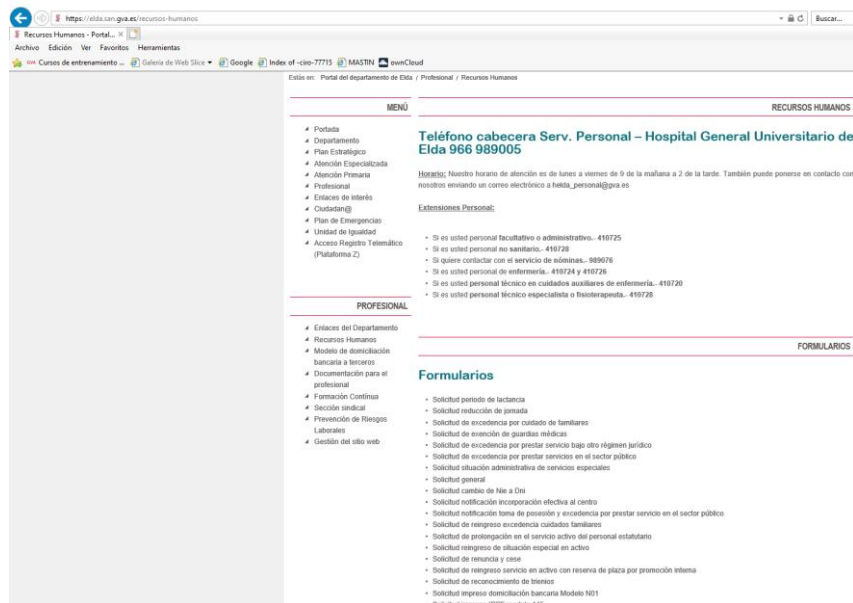 https://elda.san.gva.es/recursos-humanos
Buscar...
Recursos Humanos - Portal...
Archivo Edición Ver Favoritos Herramientas
Cursos de entrenamiento ... Galería de Web Slice Google Index of -ciro-77715 MASTIN ownCloud
Estás en: Portal del departamento de Elda / Profesional / Recursos Humanos
MENÚ
Portada
Departamento
Plan Estratégico
Atención Especializada
Atención Primaria
Profesional
Enlaces de interés
Ciudadan@
Plan de Emergencias
Unidad de Igualdad
Acceso Registro Telemático
(Plataforma Z)
PROFESIONAL
Enlaces del Departamento
Recursos Humanos
Modelo de domiciliación
bancaria a terceros
Documentación para el
profesional
Formación Contínua
Sección sindical
Prevención de Riesgos
Laborales
Gestión del sitio web
RECURSOS HUMANOS
Teléfono cabecera Serv. Personal – Hospital General Universitario de
Elda 966 989005
Horario: Nuestro horario de atención es de lunes a viernes de 9 de la mañana a 2 de la tarde. También puede ponerse en contacto con
nosotros enviando un correo electrónico a helda_personal@gva.es
Extensiones Personal:
Si es usted personal facultativo o administrativo.- 410725
Si es usted personal no sanitario.- 410728
Si quiere contactar con el servicio de nóminas.- 989076
Si es usted personal de enfermería.- 410724 y 410726
Si es usted personal técnico en cuidados auxiliares de enfermería.- 410720
Si es usted personal técnico especialista o fisioterapeuta.- 410728
FORMULARIOS
Formularios
Solicitud periodo de lactancia
Solicitud reducción de jornada
Solicitud de excedencia por cuidado de familiares
Solicitud de exención de guardias médicas
Solicitud de excedencia por prestar servicio bajo otro régimen jurídico
Solicitud de excedencia por prestar servicios en el sector público
Solicitud situación administrativa de servicios especiales
Solicitud general
Solicitud cambio de Nie a Dni
Solicitud notificación incorporación efectiva al centro
Solicitud notificación toma de posesión y excedencia por prestar servicio en el sector público
Solicitud de reingreso excedencia cuidados familiares
Solicitud de prolongación en el servicio activo del personal estatutario
Solicitud reingreso de situación especial en activo
Solicitud de renuncia y cese
Solicitud de reingreso servicio en activo con reserva de plaza por promoción interna
Solicitud de reconocimiento de trienios
Solicitud impreso domiciliación bancaria Modelo N01